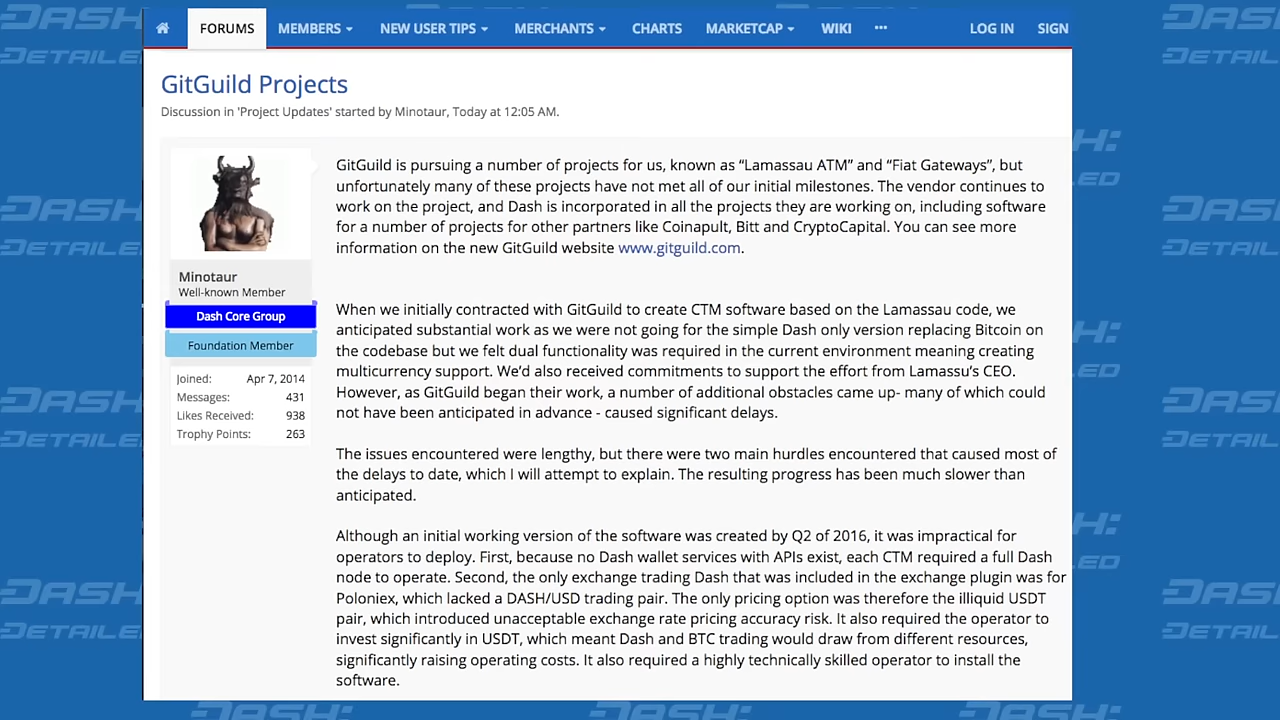 FORUMS MEMBERS NEW USER TIPS MERCHANTS CHARTS MARKETCAP WIKI ••• LOG IN SIGN
GitGuild Projects
Discussion in 'Project Updates' started by Minotaur, Today at 12:05 AM.
Minotaur
Well-known Member
Dash Core Group
Foundation Member
Joined: Apr 7, 2014
Messages: 431
Likes Received: 938
Trophy Points: 263
GitGuild is pursuing a number of projects for us, known as “Lamassau ATM” and “Fiat Gateways”, but
unfortunately many of these projects have not met all of our initial milestones. The vendor continues to
work on the project, and Dash is incorporated in all the projects they are working on, including software
for a number of projects for other partners like Coinapult, Bitt and CryptoCapital. You can see more
information on the new GitGuild website www.gitguild.com.
When we initially contracted with GitGuild to create CTM software based on the Lamassau code, we
anticipated substantial work as we were not going for the simple Dash only version replacing Bitcoin on
the codebase but we felt dual functionality was required in the current environment meaning creating
multicurrency support. We’d also received commitments to support the effort from Lamassu’s CEO.
However, as GitGuild began their work, a number of additional obstacles came up- many of which could
not have been anticipated in advance - caused significant delays.
The issues encountered were lengthy, but there were two main hurdles encountered that caused most of
the delays to date, which I will attempt to explain. The resulting progress has been much slower than
anticipated.
Although an initial working version of the software was created by Q2 of 2016, it was impractical for
operators to deploy. First, because no Dash wallet services with APIs exist, each CTM required a full Dash
node to operate. Second, the only exchange trading Dash that was included in the exchange plugin was for
Poloniex, which lacked a DASH/USD trading pair. The only pricing option was therefore the illiquid USDT
pair, which introduced unacceptable exchange rate pricing accuracy risk. It also required the operator to
invest significantly in USDT, which meant Dash and BTC trading would draw from different resources,
significantly raising operating costs. It also required a highly technically skilled operator to install the
software.